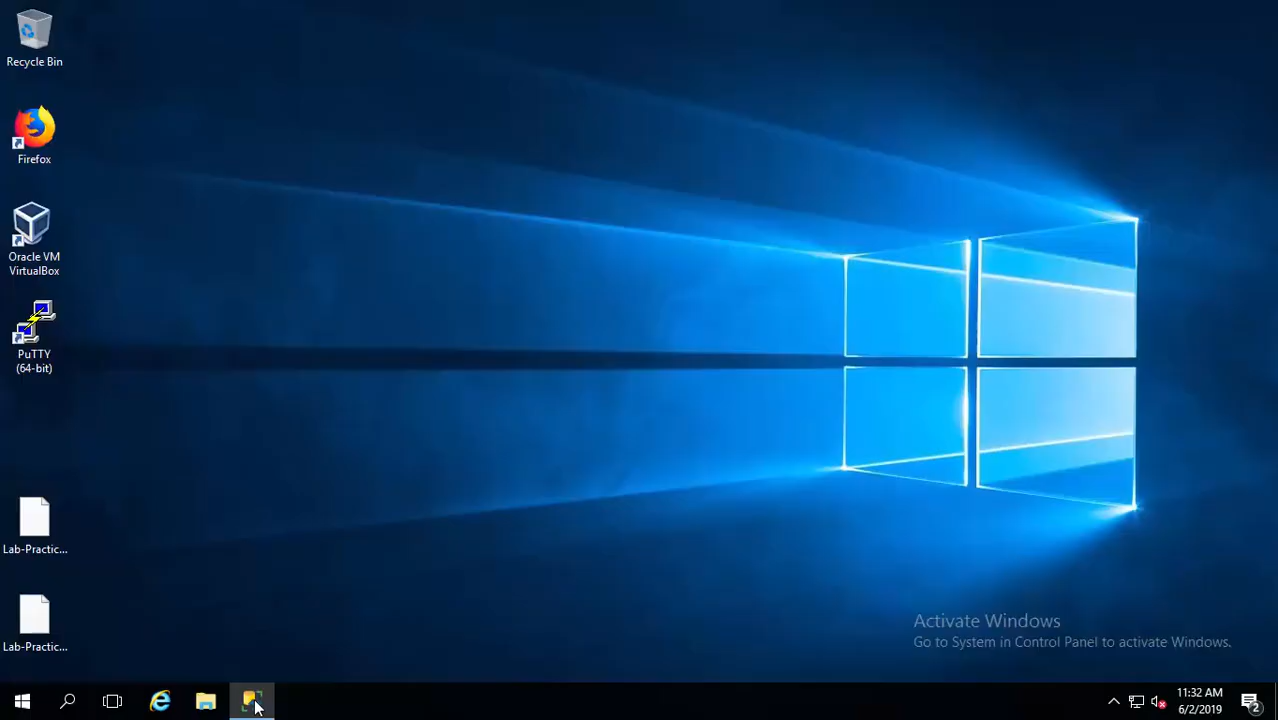 Recycle Bin
Firefox
Oracle VM
VirtualBox
PuTTY
(64-bit)
Lab-Practic...
Lab-Practic...
Activate Windows
Go to System in Control Panel to activate Windows.
11:32 AM
6/2/2019
2